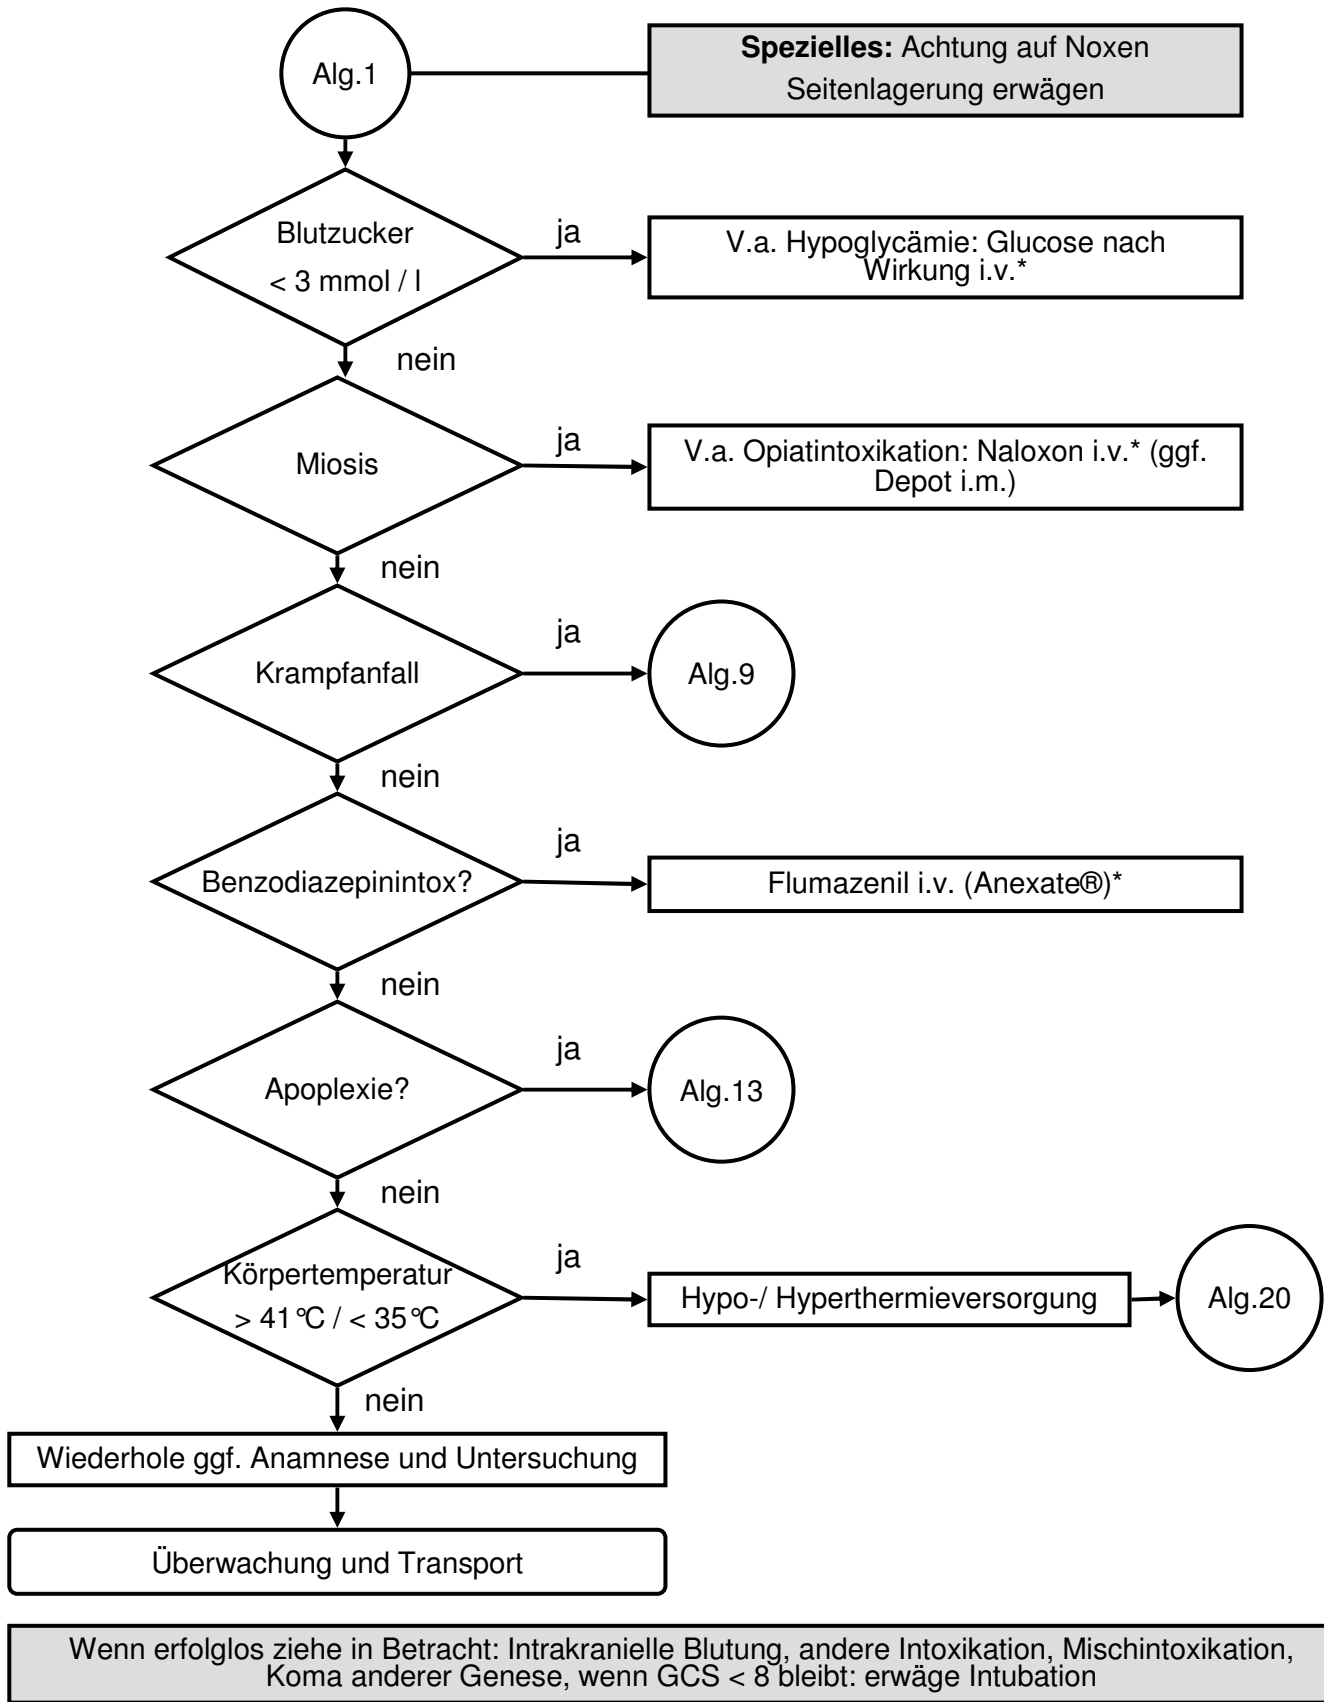 Alg.1
Spezielles: Achtung auf Noxen
Seitenlagerung erwägen
Blutzucker
< 3 mmol / l
ja
V.a. Hypoglycämie: Glucose nach
Wirkung i.v.*
nein
Miosis
ja
V.a. Opiatintoxikation: Naloxon i.v.* (ggf.
Depot i.m.)
nein
Krampfanfall
ja
Alg.9
nein
Benzodiazepinintox?
ja
Flumazenil i.v. (Anexate®)*
nein
Apoplexie?
ja
Alg.13
nein
Körpertemperatur
> 41°C / < 35°C
ja
Hypo-/ Hyperthermieversorgung
Alg.20
nein
Wiederhole ggf. Anamnese und Untersuchung
Überwachung und Transport
Wenn erfolglos ziehe in Betracht: Intrakranielle Blutung, andere Intoxikation, Mischintoxikation,
Koma anderer Genese, wenn GCS < 8 bleibt: erwäge Intubation